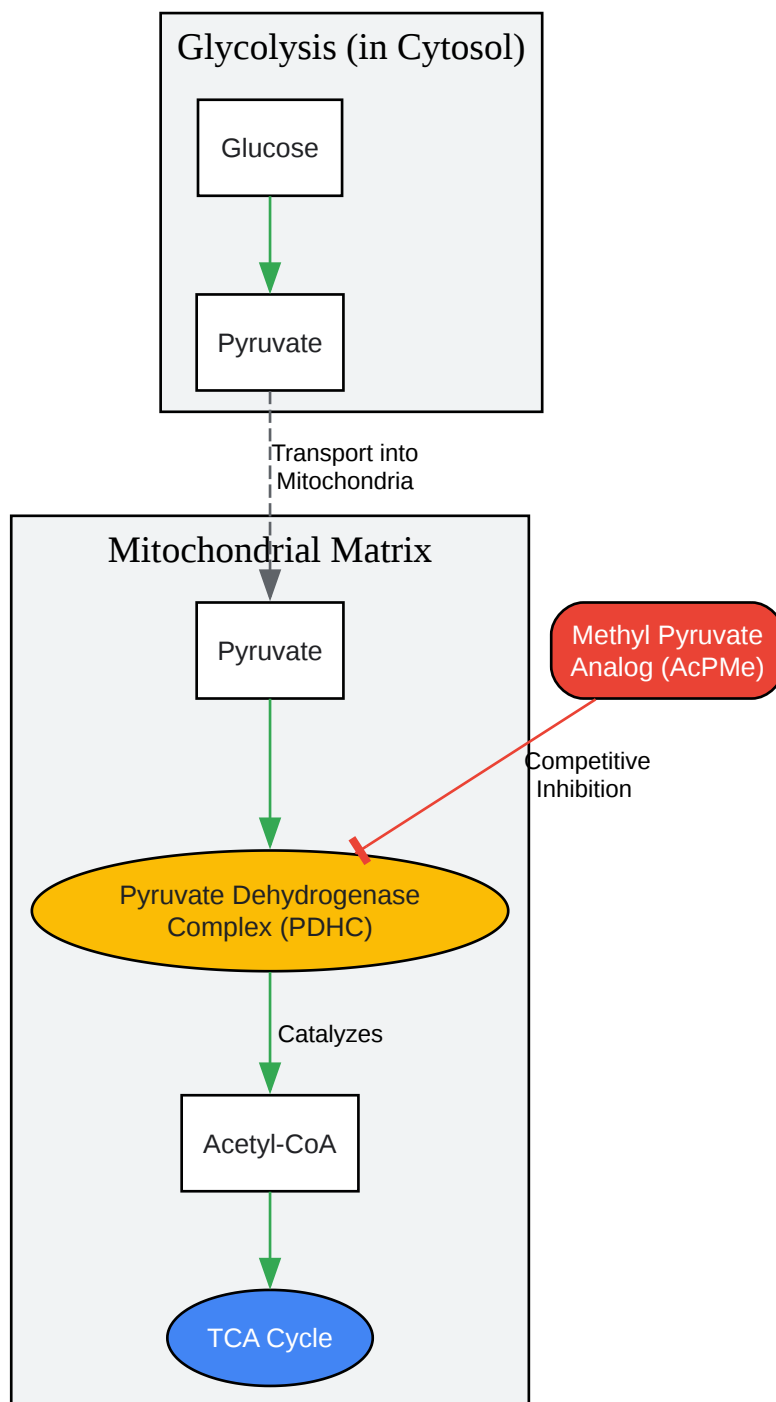 Glycolysis (in Cytosol)
Glucose
Pyruvate
Transport into
Mitochondria
Mitochondrial Matrix
Pyruvate
Methyl Pyruvate
Analog (AcPMe)
Competitive
Inhibition
Pyruvate Dehydrogenase
Complex (PDHC)
Catalyzes
Acetyl-CoA
TCA Cycle